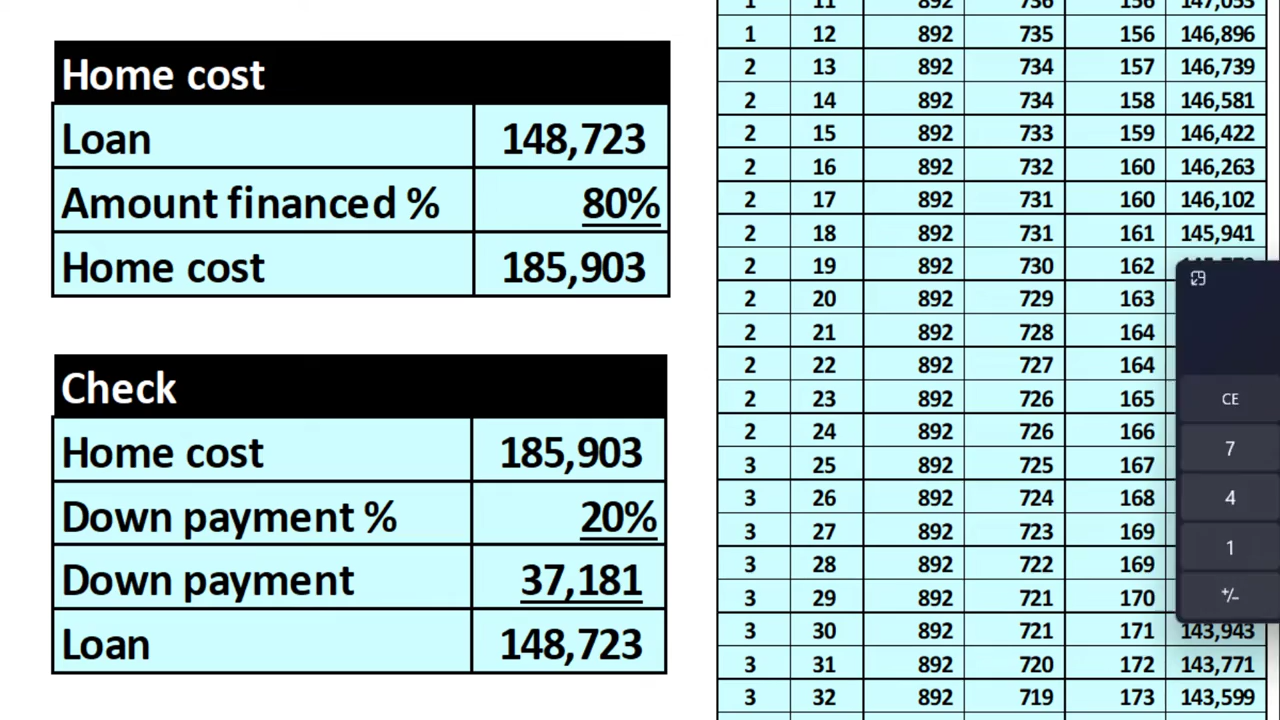 Home cost
Loan 148,723
Amount financed % 80%
Home cost 185,903
Check
Home cost 185,903
Down payment % 20%
Down payment 37,181
Loan 148,723
1 11 892 736 156 147,053
1 12 892 735 156 146,896
2 13 892 734 157 146,739
2 14 892 734 158 146,581
2 15 892 733 159 146,422
2 16 892 732 160 146,263
2 17 892 731 160 146,102
2 18 892 731 161 145,941
2 19 892 730 162
2 20 892 729 163
2 21 892 728 164
2 22 892 727 164
2 23 892 726 165
2 24 892 726 166
3 25 892 725 167
3 26 892 724 168
3 27 892 723 169
3 28 892 722 169
3 29 892 721 170
3 30 892 721 171 143,943
3 31 892 720 172 143,771
3 32 892 719 173 143,599
CE
7
4
1
+/−